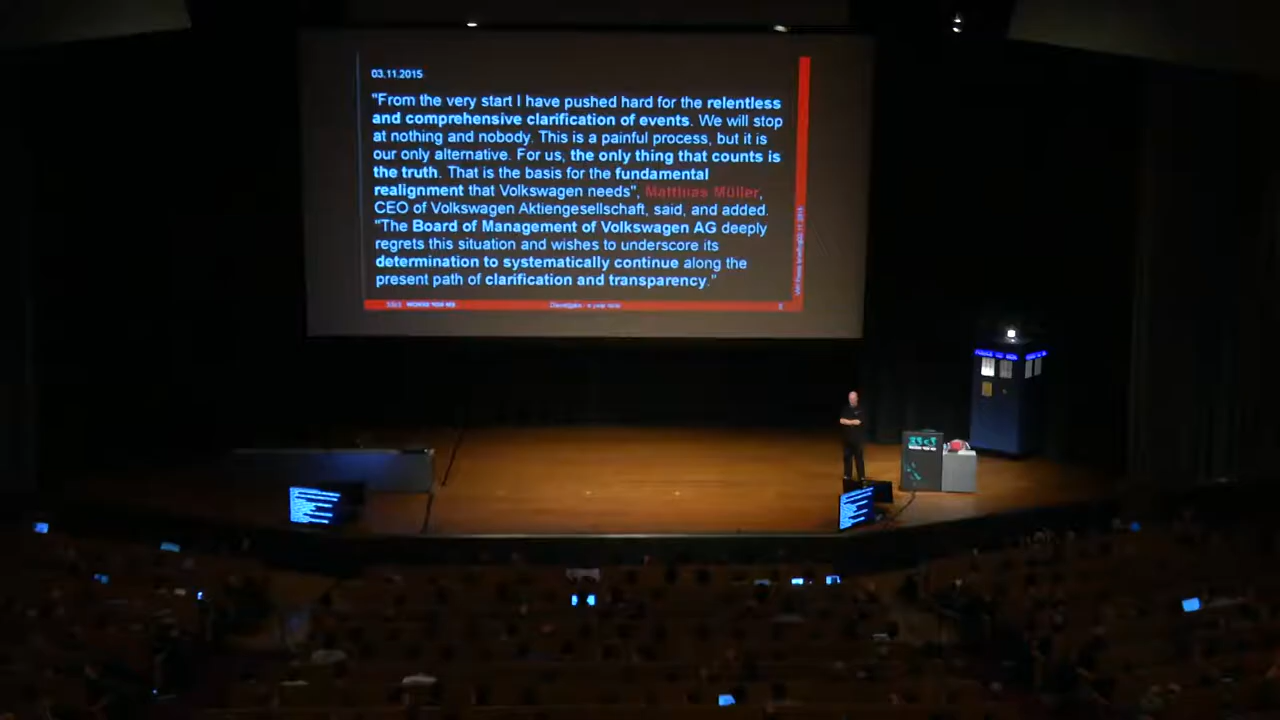 03.11.2015
"From the very start I have pushed hard for the relentless
and comprehensive clarification of events. We will stop
at nothing and nobody. This is a painful process, but it is
our only alternative. For us, the only thing that counts is
the truth. That is the basis for the fundamental
realignment that Volkswagen needs", Matthias Müller,
CEO of Volkswagen Aktiengesellschaft, said, and added.
"The Board of Management of Volkswagen AG deeply
regrets this situation and wishes to underscore its
determination to systematically continue along the
present path of clarification and transparency."